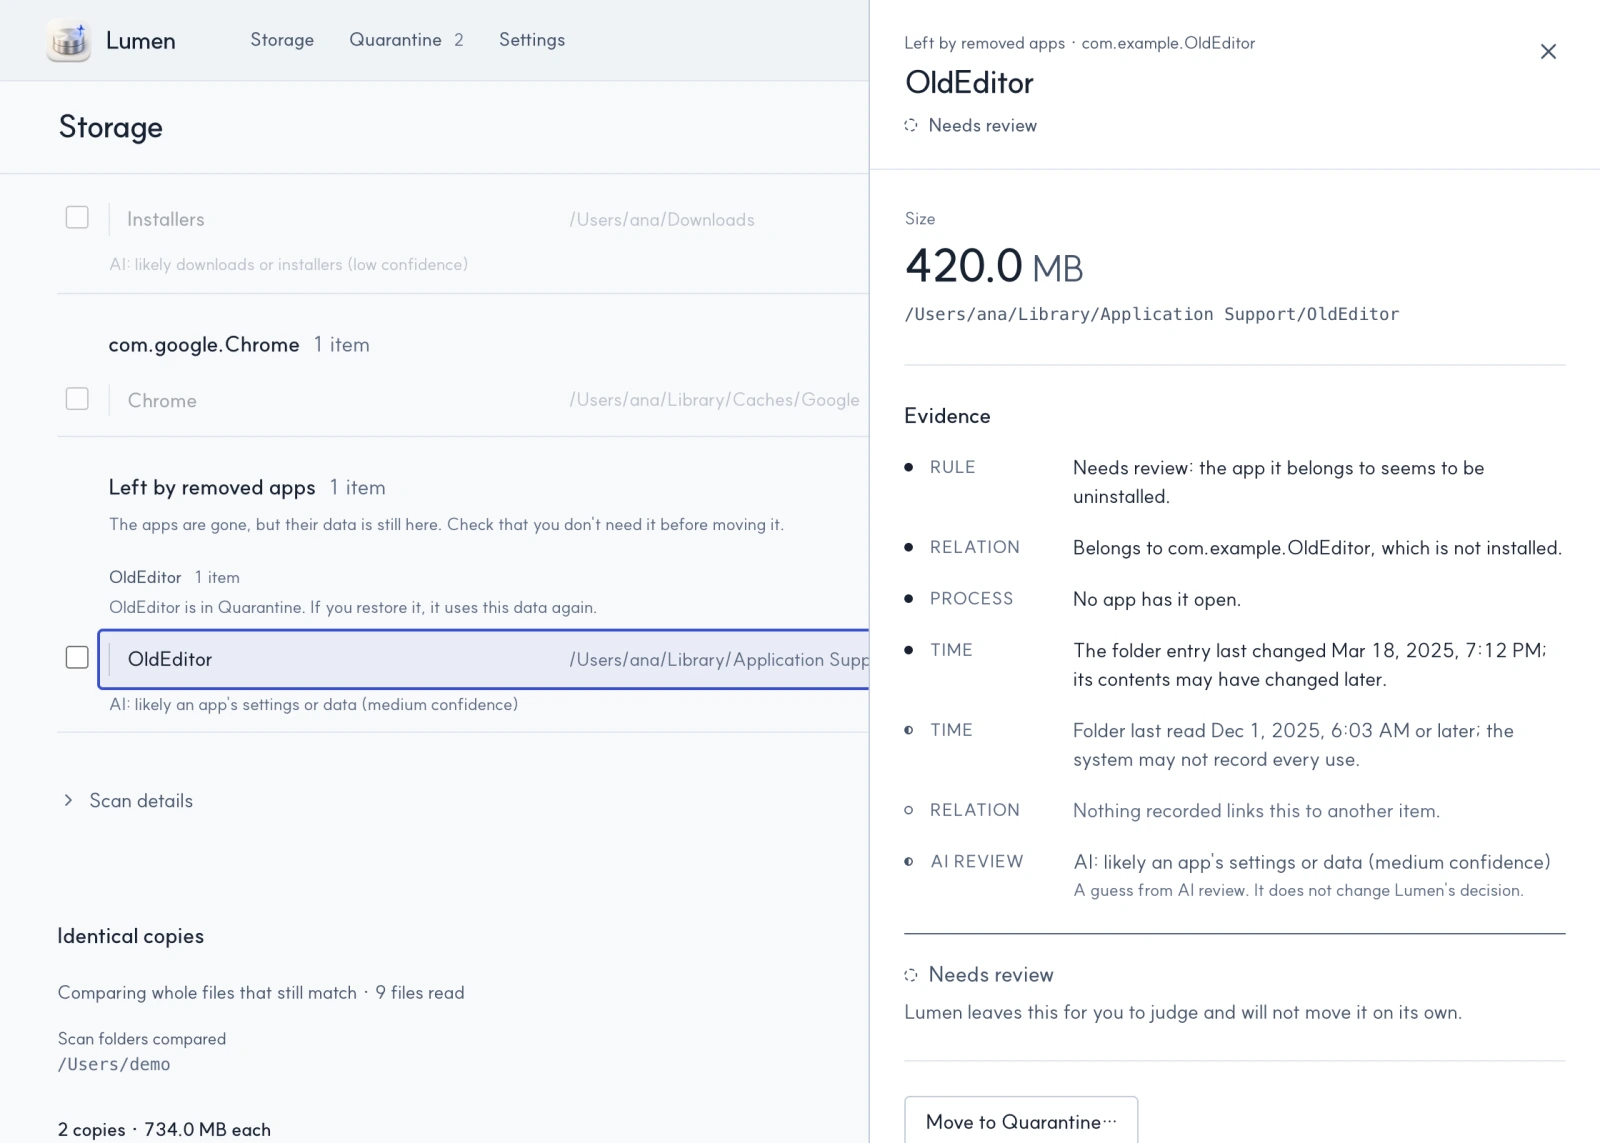 Lumen
Storage
Quarantine 2
Settings
Storage
Installers
/Users/ana/Downloads
AI: likely downloads or installers (low confidence)
com.google.Chrome 1 item
Chrome
/Users/ana/Library/Caches/Google
Left by removed apps 1 item
The apps are gone, but their data is still here. Check that you don't need it before moving it.
OldEditor 1 item
OldEditor is in Quarantine. If you restore it, it uses this data again.
OldEditor
/Users/ana/Library/Application Supp
AI: likely an app's settings or data (medium confidence)
Scan details
Identical copies
Comparing whole files that still match · 9 files read
Scan folders compared
/Users/demo
2 copies · 734.0 MB each
Left by removed apps · com.example.OldEditor
OldEditor
Needs review
Size
420.0 MB
/Users/ana/Library/Application Support/OldEditor
Evidence
RULE
Needs review: the app it belongs to seems to be
uninstalled.
RELATION
Belongs to com.example.OldEditor, which is not installed.
PROCESS
No app has it open.
TIME
The folder entry last changed Mar 18, 2025, 7:12 PM;
its contents may have changed later.
TIME
Folder last read Dec 1, 2025, 6:03 AM or later; the
system may not record every use.
RELATION
Nothing recorded links this to another item.
AI REVIEW
AI: likely an app's settings or data (medium confidence)
A guess from AI review. It does not change Lumen's decision.
Needs review
Lumen leaves this for you to judge and will not move it on its own.
Move to Quarantine…